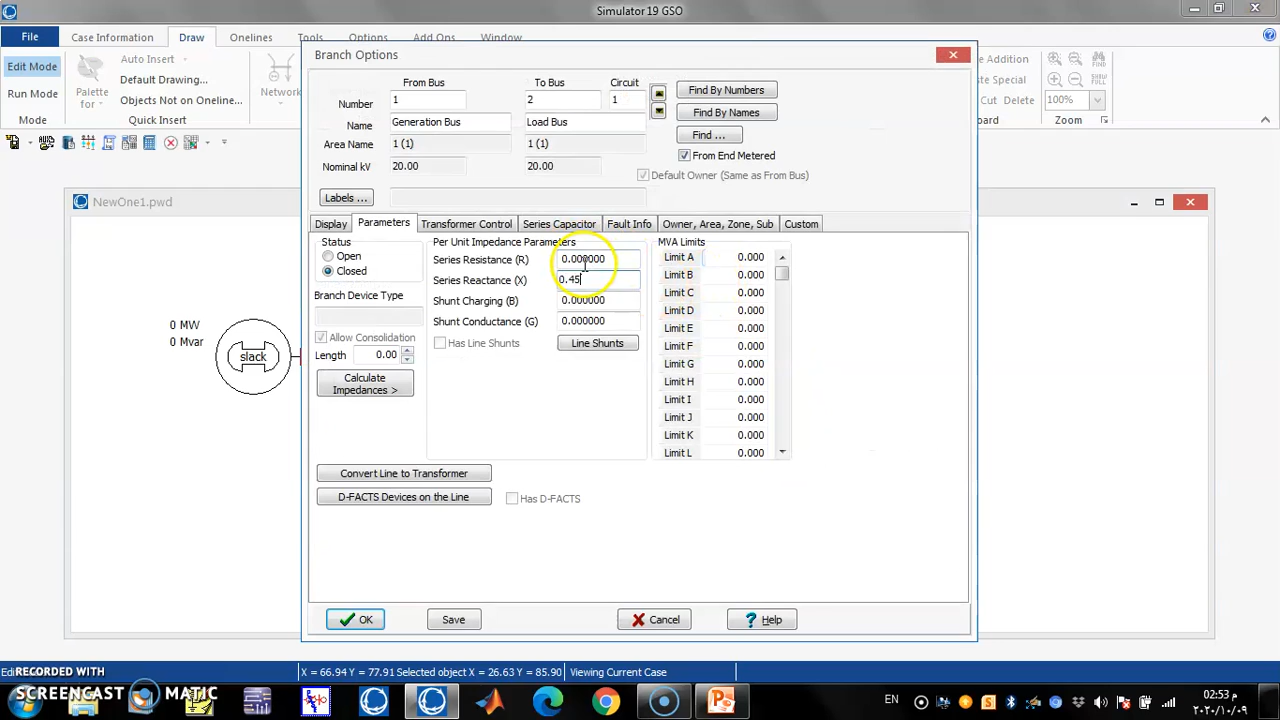 Simulator 19 GSO
File
Case Information
Draw
Onelines
Tools
Options
Add Ons
Window
Edit Mode
Run Mode
Mode
Palette
for
Auto Insert
Default Drawing...
Objects Not on Oneline...
Quick Insert
Network
Addition
Special
Cut
Delete
FIND
ABC
SHOW
FULL
100%
Zoom
Branch Options
From Bus
To Bus
Circuit
Number
1
2
1
Name
Generation Bus
Load Bus
Area Name
1 (1)
1 (1)
Nominal kV
20.00
20.00
Find By Numbers
Find By Names
Find ...
From End Metered
Default Owner (Same as From Bus)
Labels ...
Display
Parameters
Transformer Control
Series Capacitor
Fault Info
Owner, Area, Zone, Sub
Custom
Status
Open
Closed
Branch Device Type
Allow Consolidation
Length
0.00
Calculate
Impedances >
Per Unit Impedance Parameters
Series Resistance (R)
0.000000
Series Reactance (X)
0.45
Shunt Charging (B)
0.000000
Shunt Conductance (G)
0.000000
Has Line Shunts
Line Shunts
MVA Limits
Limit A
0.000
Limit B
0.000
Limit C
0.000
Limit D
0.000
Limit E
0.000
Limit F
0.000
Limit G
0.000
Limit H
0.000
Limit I
0.000
Limit J
0.000
Limit K
0.000
Limit L
0.000
Convert Line to Transformer
D-FACTS Devices on the Line
Has D-FACTS
OK
Save
Cancel
Help
NewOne1.pwd
0 MW
0 Mvar
slack
X = 66.94 Y = 77.91 Selected object X = 26.63 Y = 85.90
Viewing Current Case
RECORDED WITH
SCREENCAST MATIC
EN
02:53 م
٢٠٢٠/١٠/٠٩